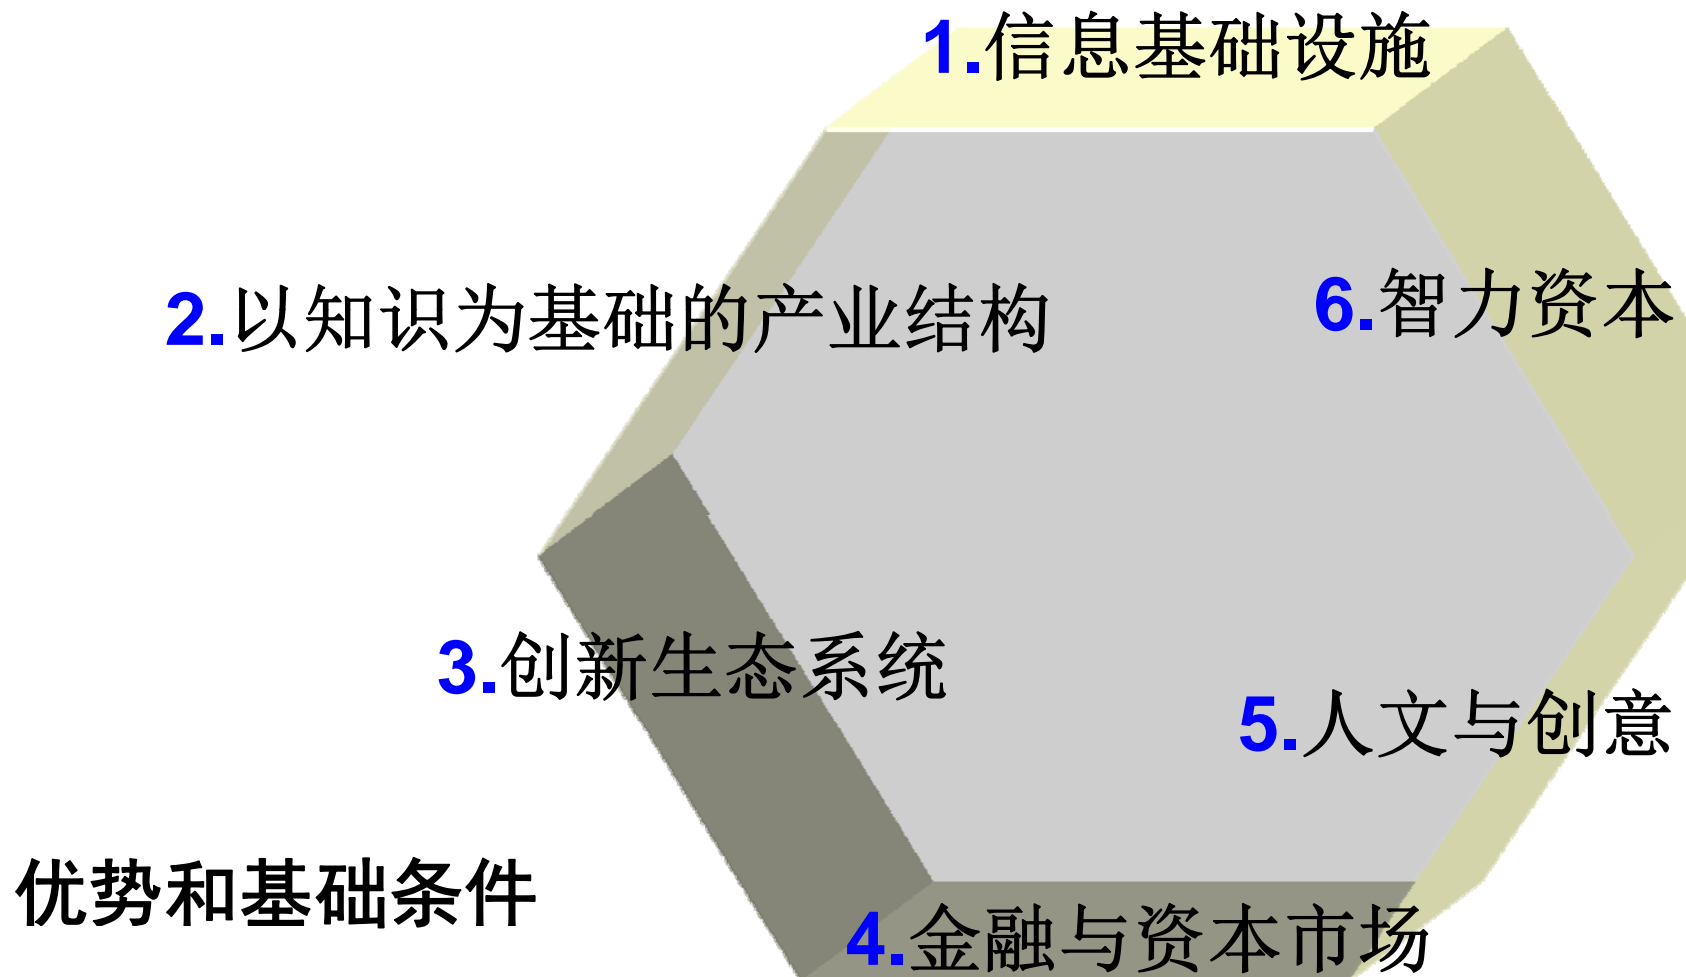 1.信息基础设施
2.以知识为基础的产业结构
6.智力资本
3.创新生态系统
5.人文与创意
优势和基础条件
4.金融与资本市场